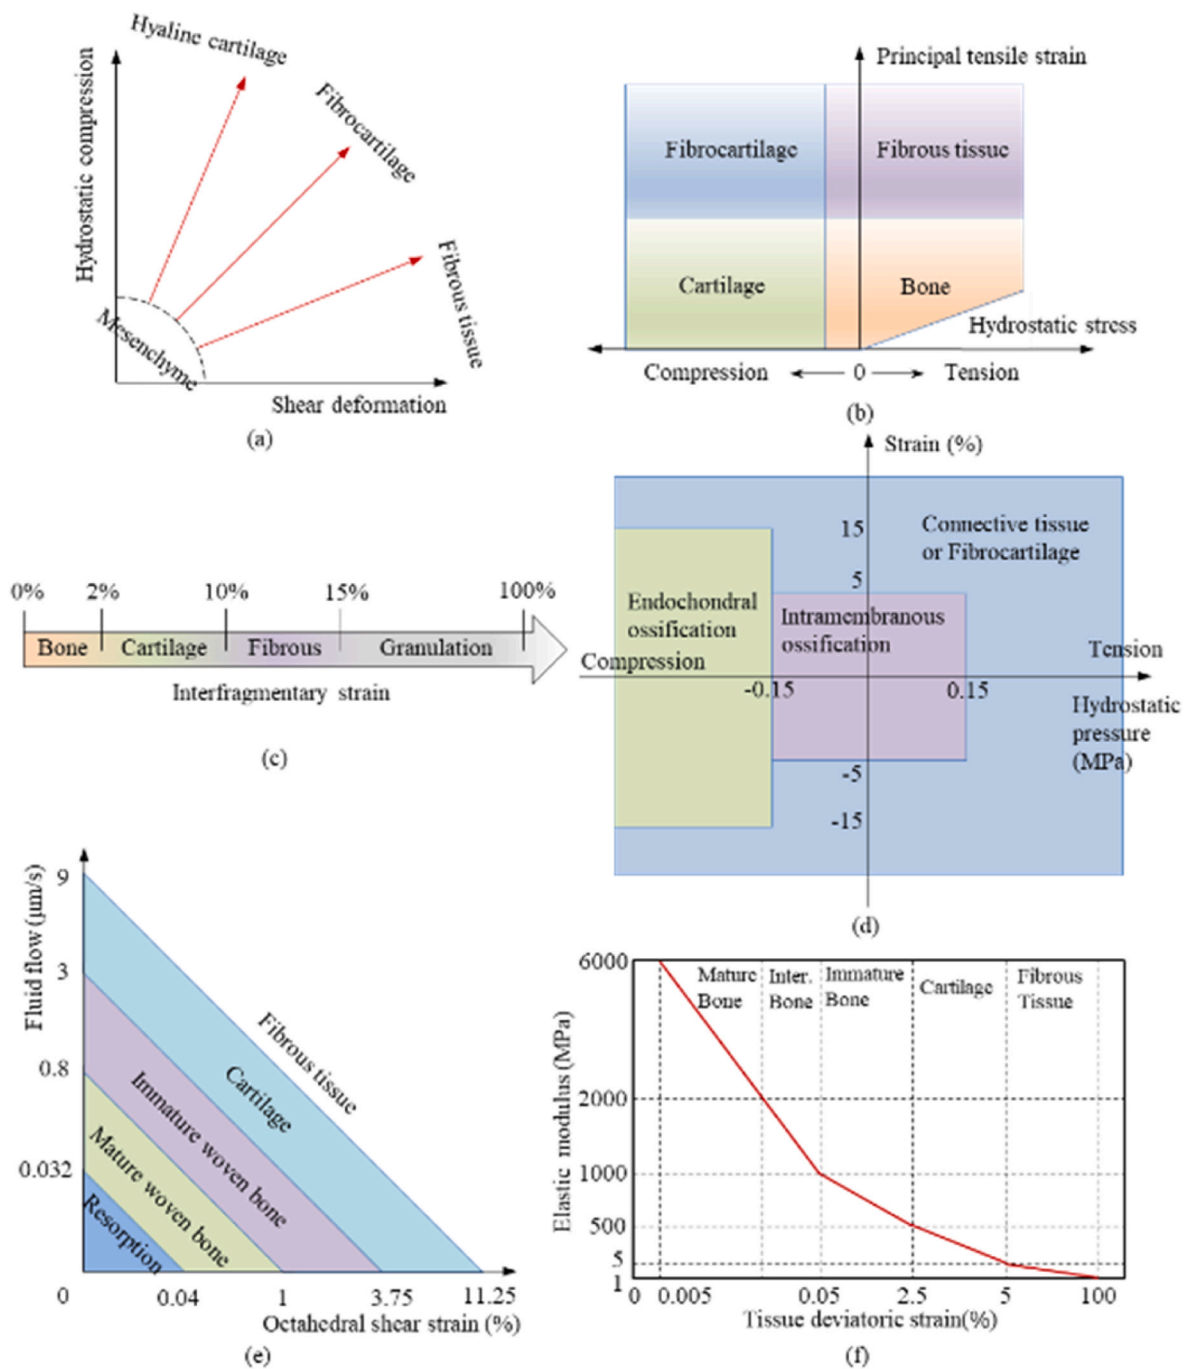 Hyaline cartilage
Fibrocartilage
Fibrous tissue
Mesenchyme
Hydrostatic compression
Shear deformation
(a)
Principal tensile strain
Fibrocartilage
Fibrous tissue
Cartilage
Bone
Hydrostatic stress
Compression
0
Tension
(b)
0%
2%
10%
15%
100%
Bone
Cartilage
Fibrous
Granulation
Interfragmentary strain
(c)
Strain (%)
15
Connective tissue
or Fibrocartilage
5
Endochondral
ossification
Intramembranous
ossification
Compression
Tension
-0.15
0.15
Hydrostatic
pressure
(MPa)
-5
-15
(d)
Fluid flow (μm/s)
9
3
0.8
0.032
Fibrous tissue
Cartilage
Immature woven bone
Mature woven bone
Resorption
0
0.04
1
3.75
11.25
Octahedral shear strain (%)
(e)
Elastic modulus (MPa)
6000
2000
1000
500
5
1
Mature
Bone
Inter.
Bone
Immature
Bone
Cartilage
Fibrous
Tissue
0
0.005
0.05
2.5
5
100
Tissue deviatoric strain(%)
(f)